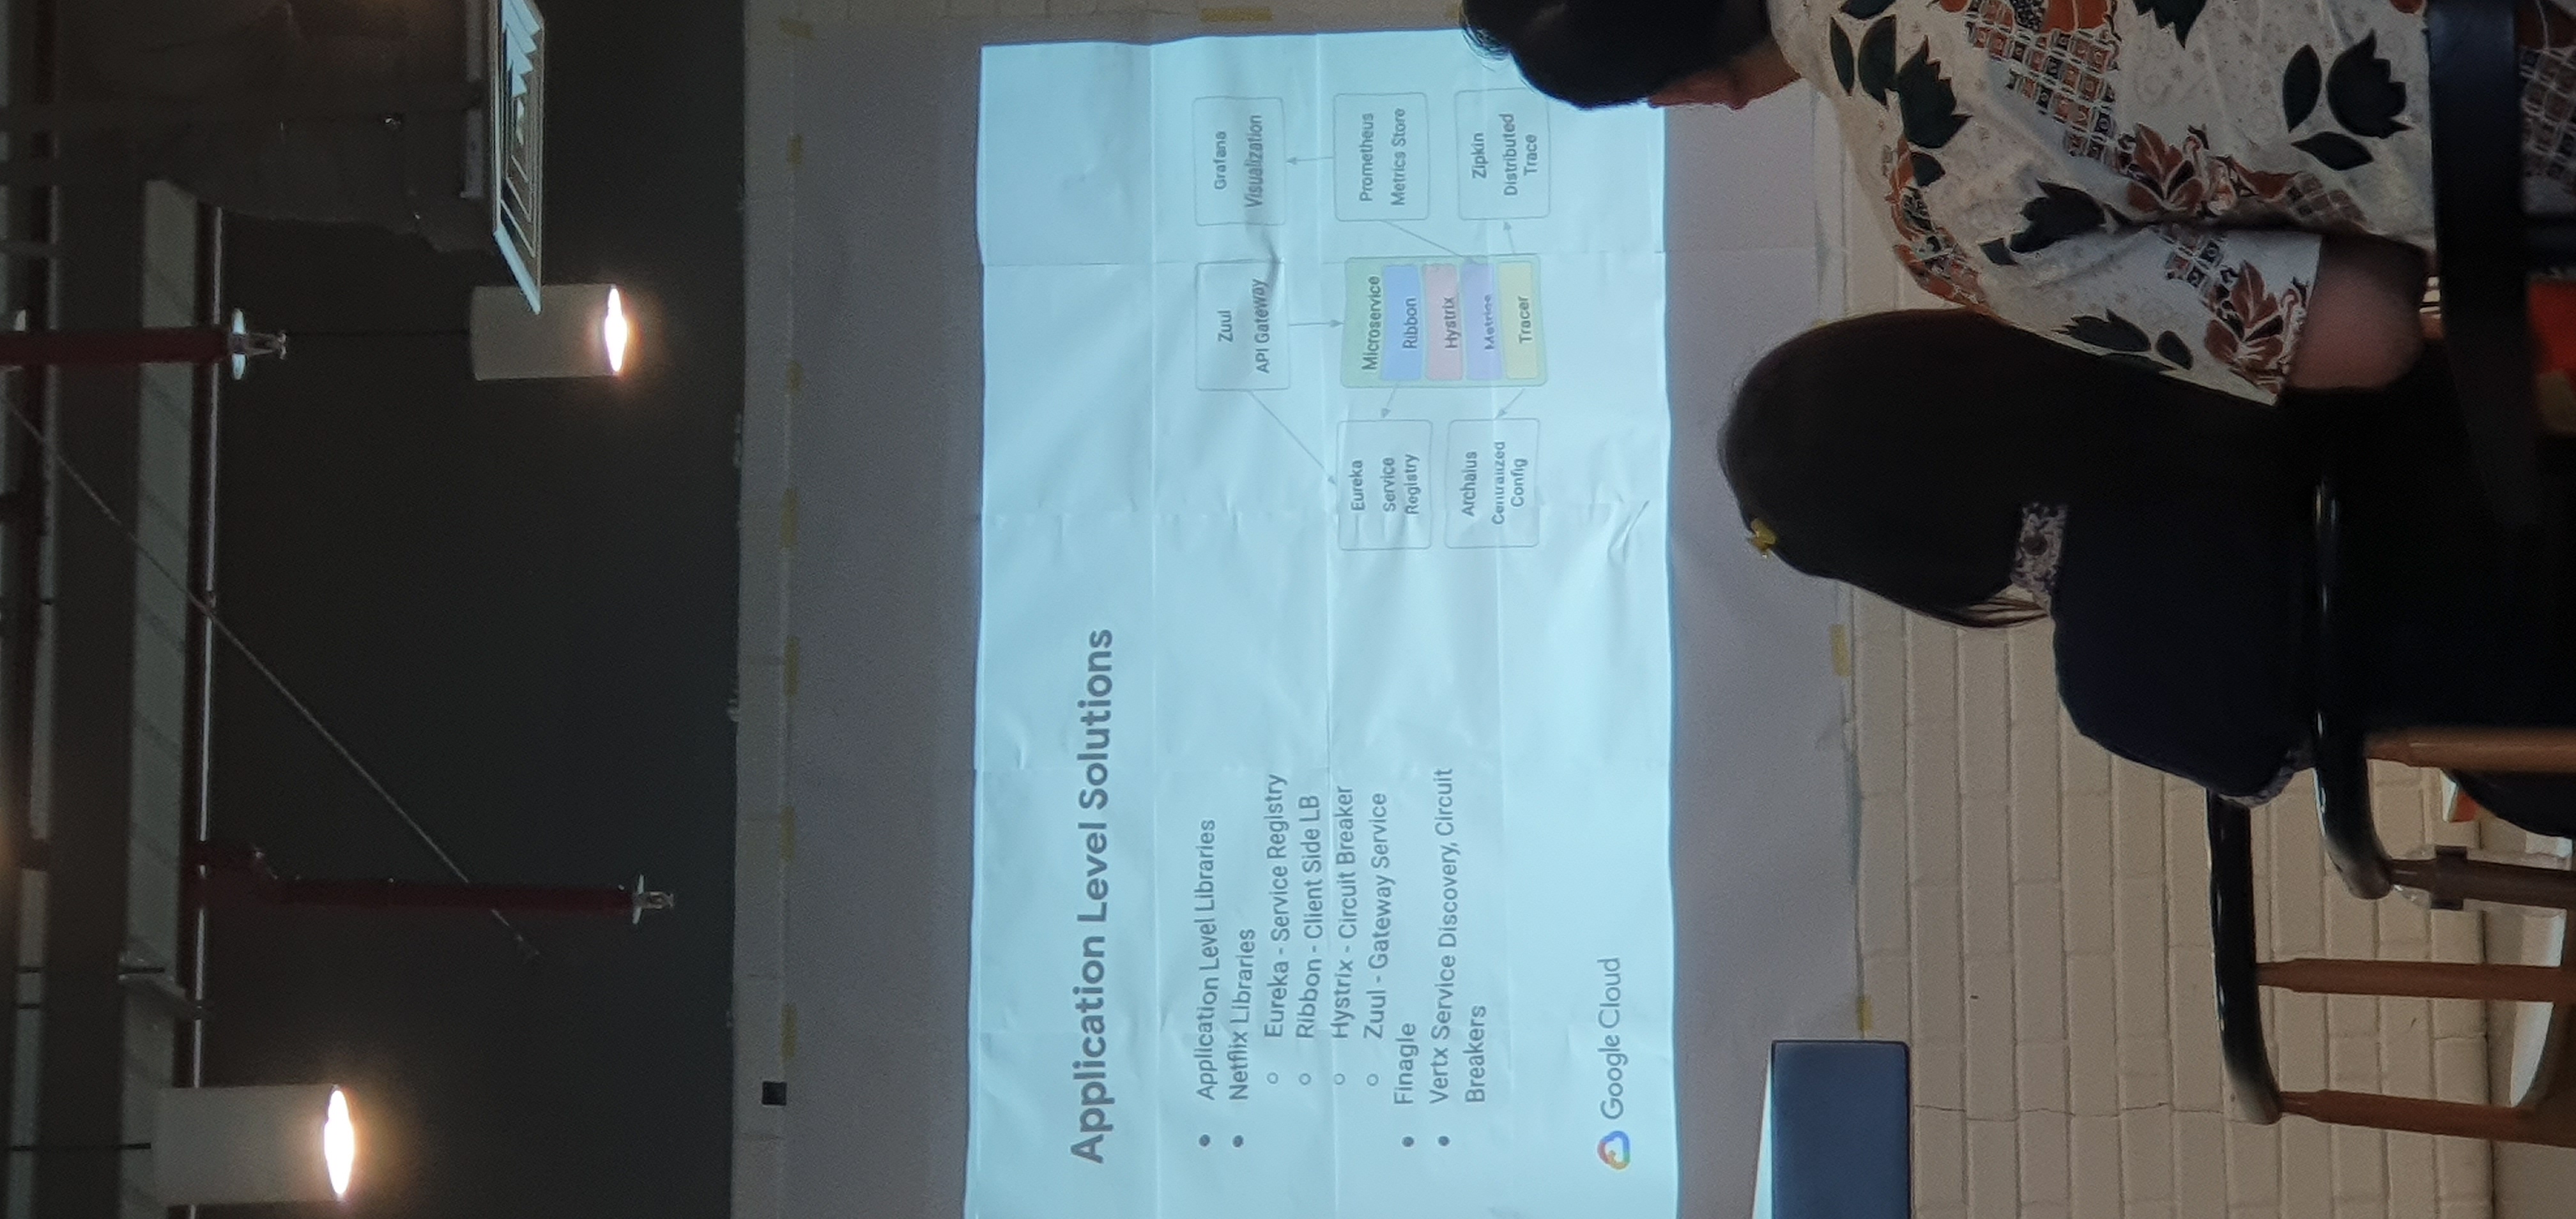 Application Level Solutions
Application Level Libraries
Netflix Libraries
Eureka - Service Registry
Ribbon - Client Side LB
Hystrix - Circuit Breaker
Zuul - Gateway Service
Finagle
Vertx Service Discovery, Circuit
Breakers
Google Cloud
Zuul
API Gateway
Grafana
Visualization
Eureka
Service
Registry
Microservice
Ribbon
Hystrix
Metrics
Tracer
Prometheus
Metrics Store
Archaius
Centralized
Config
Zipkin
Distributed
Trace